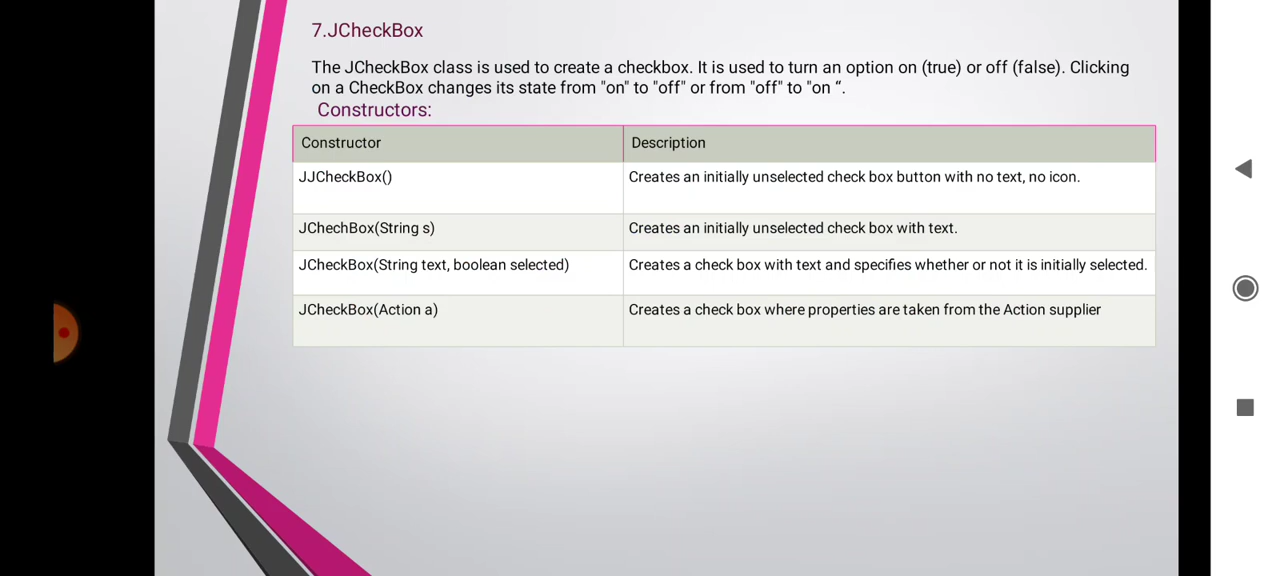 7.JCheckBox
The JCheckBox class is used to create a checkbox. It is used to turn an option on (true) or off (false). Clicking
on a CheckBox changes its state from "on" to "off" or from "off" to "on “.
Constructors:
Constructor Description
JJCheckBox() Creates an initially unselected check box button with no text, no icon.
JChechBox(String s) Creates an initially unselected check box with text.
JCheckBox(String text, boolean selected) Creates a check box with text and specifies whether or not it is initially selected.
JCheckBox(Action a) Creates a check box where properties are taken from the Action supplier